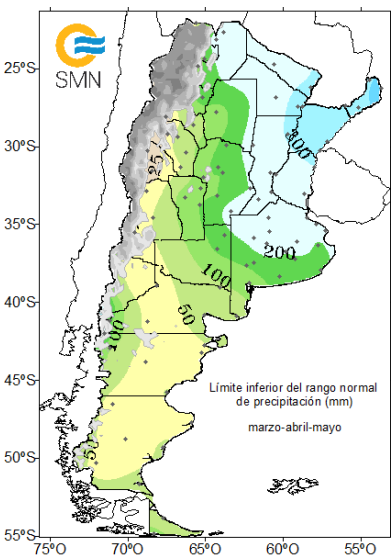 SMN
25°S
30°S
35°S
40°S
45°S
50°S
55°S
25
300
200
100
50
100
50
Límite inferior del rango normal
de precipitación (mm)
marzo-abril-mayo
75°O
70°O
65°O
60°O
55°O